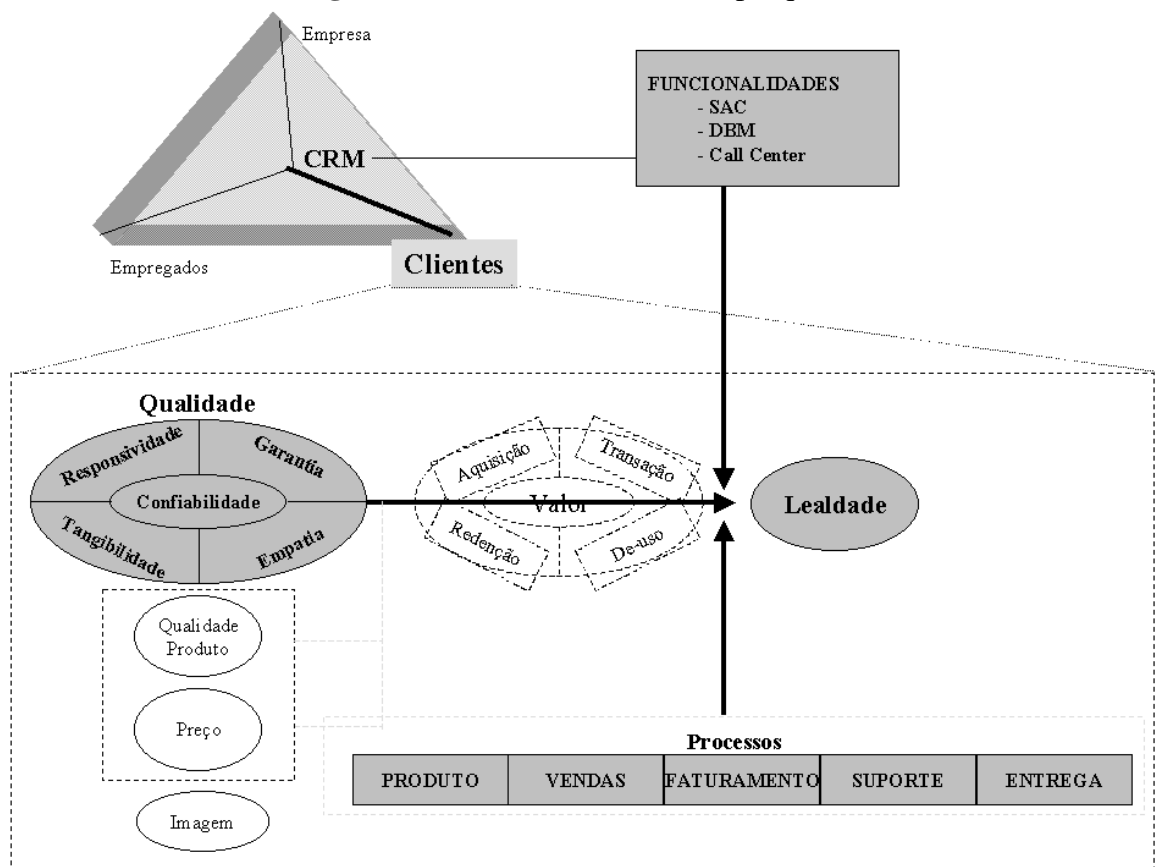 Empresa
FUNCIONALIDADES
- SAC
- DBM
- Call Center
CRM
Empregados
Clientes
Qualidade
Responsividade
Garantia
Confiabilidade
Tangibilidade
Empatia
Aquisição
Transação
Valor
Redenção
De-uso
Lealdade
Qualidade
Produto
Preço
Imagem
Processos
PRODUTO VENDAS FATURAMENTO SUPORTE ENTREGA